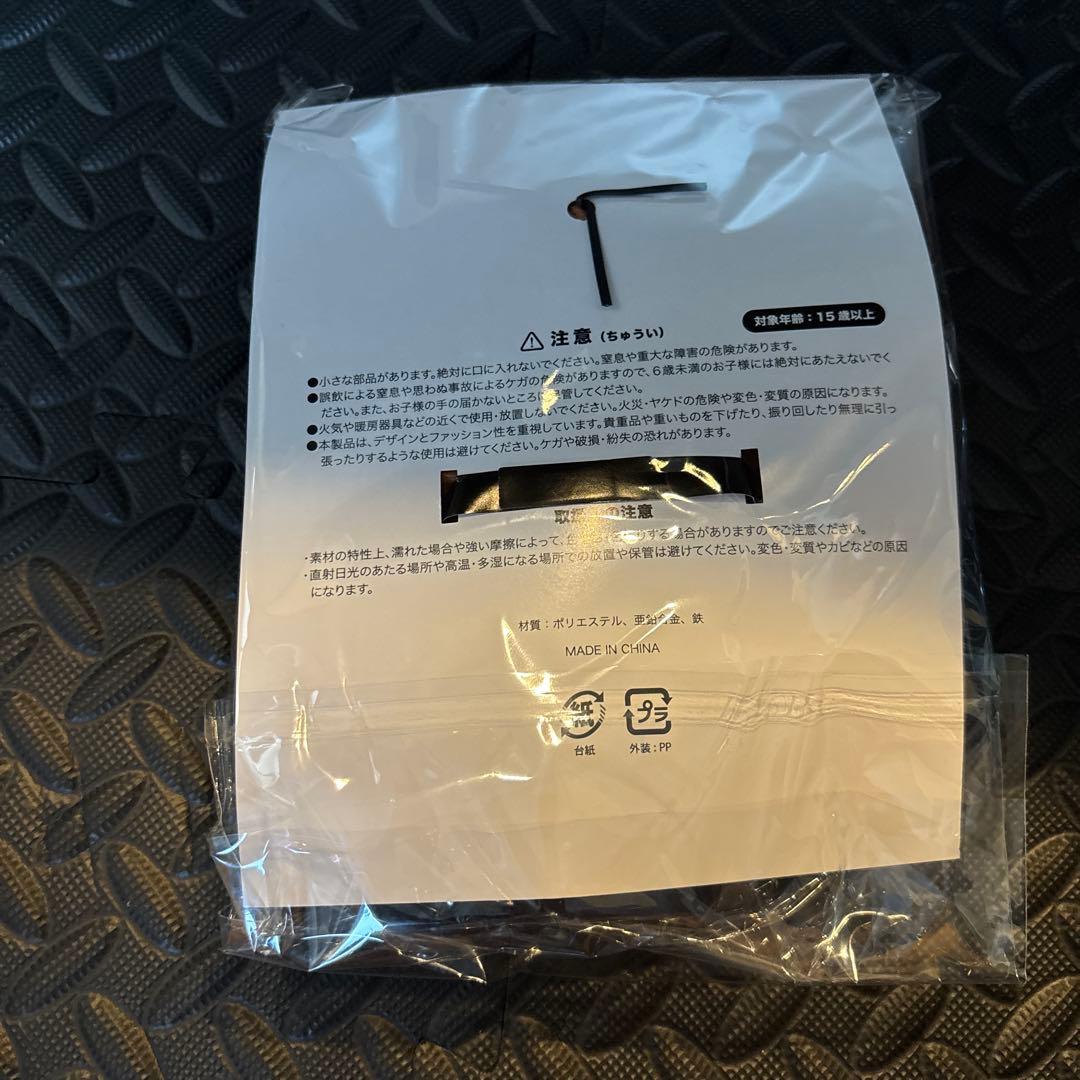 対象年齢：15歳以上
注意（ちゅうい）
●小さな部品があります。絶対に口に入れないでください。窒息や重大な障害の危険があります。
●誤飲による窒息や思わぬ事故によるケガの危険がありますので、6歳未満のお子様には絶対にあたえないでく
ださい。また、お子様の手の届かないところに保管してください。
●火気や暖房器具などの近くで使用・放置しないでください。火災・ヤケドの危険や変色・変質の原因になります。
●本製品は、デザインとファッション性を重視しています。貴重品や重いものを下げたり、振り回したり無理に引っ
張ったりするような使用は避けてください。ケガや破損・紛失の恐れがあります。
取 の注意
・素材の特性上、濡れた場合や強い摩擦によって、色 りする場合がありますのでご注意ください。
・直射日光のあたる場所や高温・多湿になる場所での放置や保管は避けてください。変色・変質やカビなどの原因
になります。
材質：ポリエステル、亜鉛合金、鉄
MADE IN CHINA
紙 プラ
台紙 外装：PP